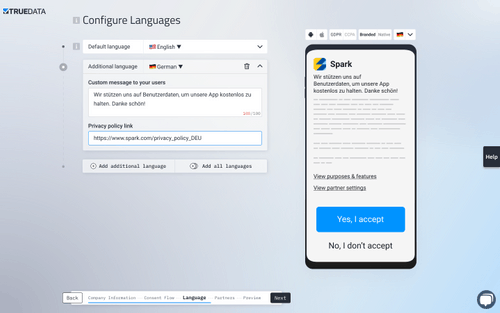 TRUEDATA
Configure Languages
Default language
English
Additional language
German
Custom message to your users
Wir stützen uns auf Benutzerdaten, um unsere App kostenlos zu
halten. Danke schön!
Privacy policy link
https://www.spark.com/privacy_policy_DEU
Add additional language
Add all languages
GDPR CCPA Branded Native
Spark
Wir stützen uns auf
Benutzerdaten, um unsere App
kostenlos zu halten. Danke schön!
View purposes & features
View partner settings
Yes, I accept
No, I don't accept
Help
Back
Company Information
Consent Flow
Language
Partners
Preview
Next